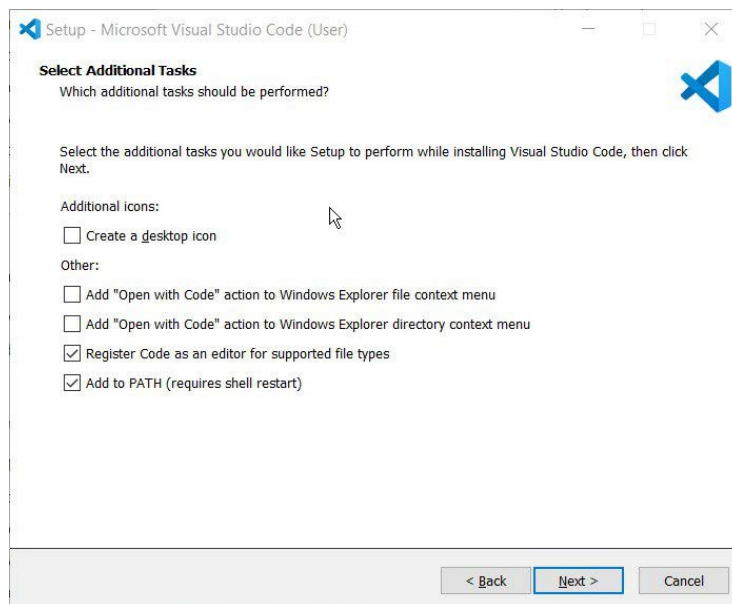 Setup - Microsoft Visual Studio Code (User)
Select Additional Tasks
Which additional tasks should be performed?
Select the additional tasks you would like Setup to perform while installing Visual Studio Code, then click
Next.
Additional icons:
Create a desktop icon
Other:
Add "Open with Code" action to Windows Explorer file context menu
Add "Open with Code" action to Windows Explorer directory context menu
Register Code as an editor for supported file types
Add to PATH (requires shell restart)
< Back Next > Cancel